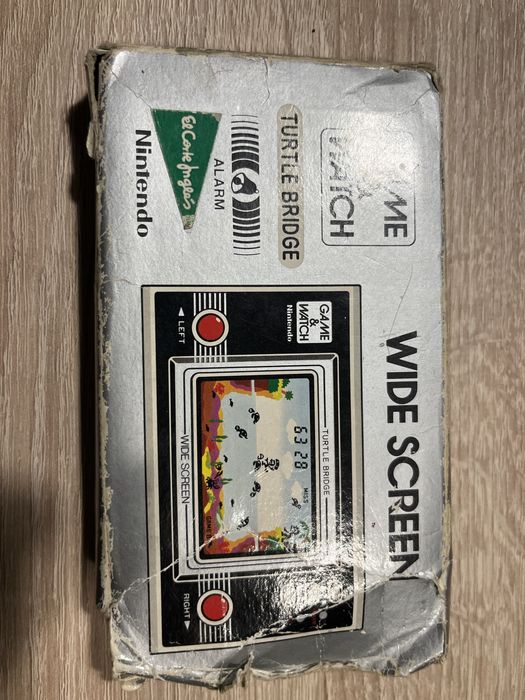 GAME
&
WATCH
TURTLE BRIDGE
ALARM
El Corte Inglés
Nintendo
WIDE SCREEN
GAME
&
WATCH
Nintendo
TURTLE BRIDGE
63 28
MISS
WIDE SCREEN
◄ LEFT
RIGHT ►